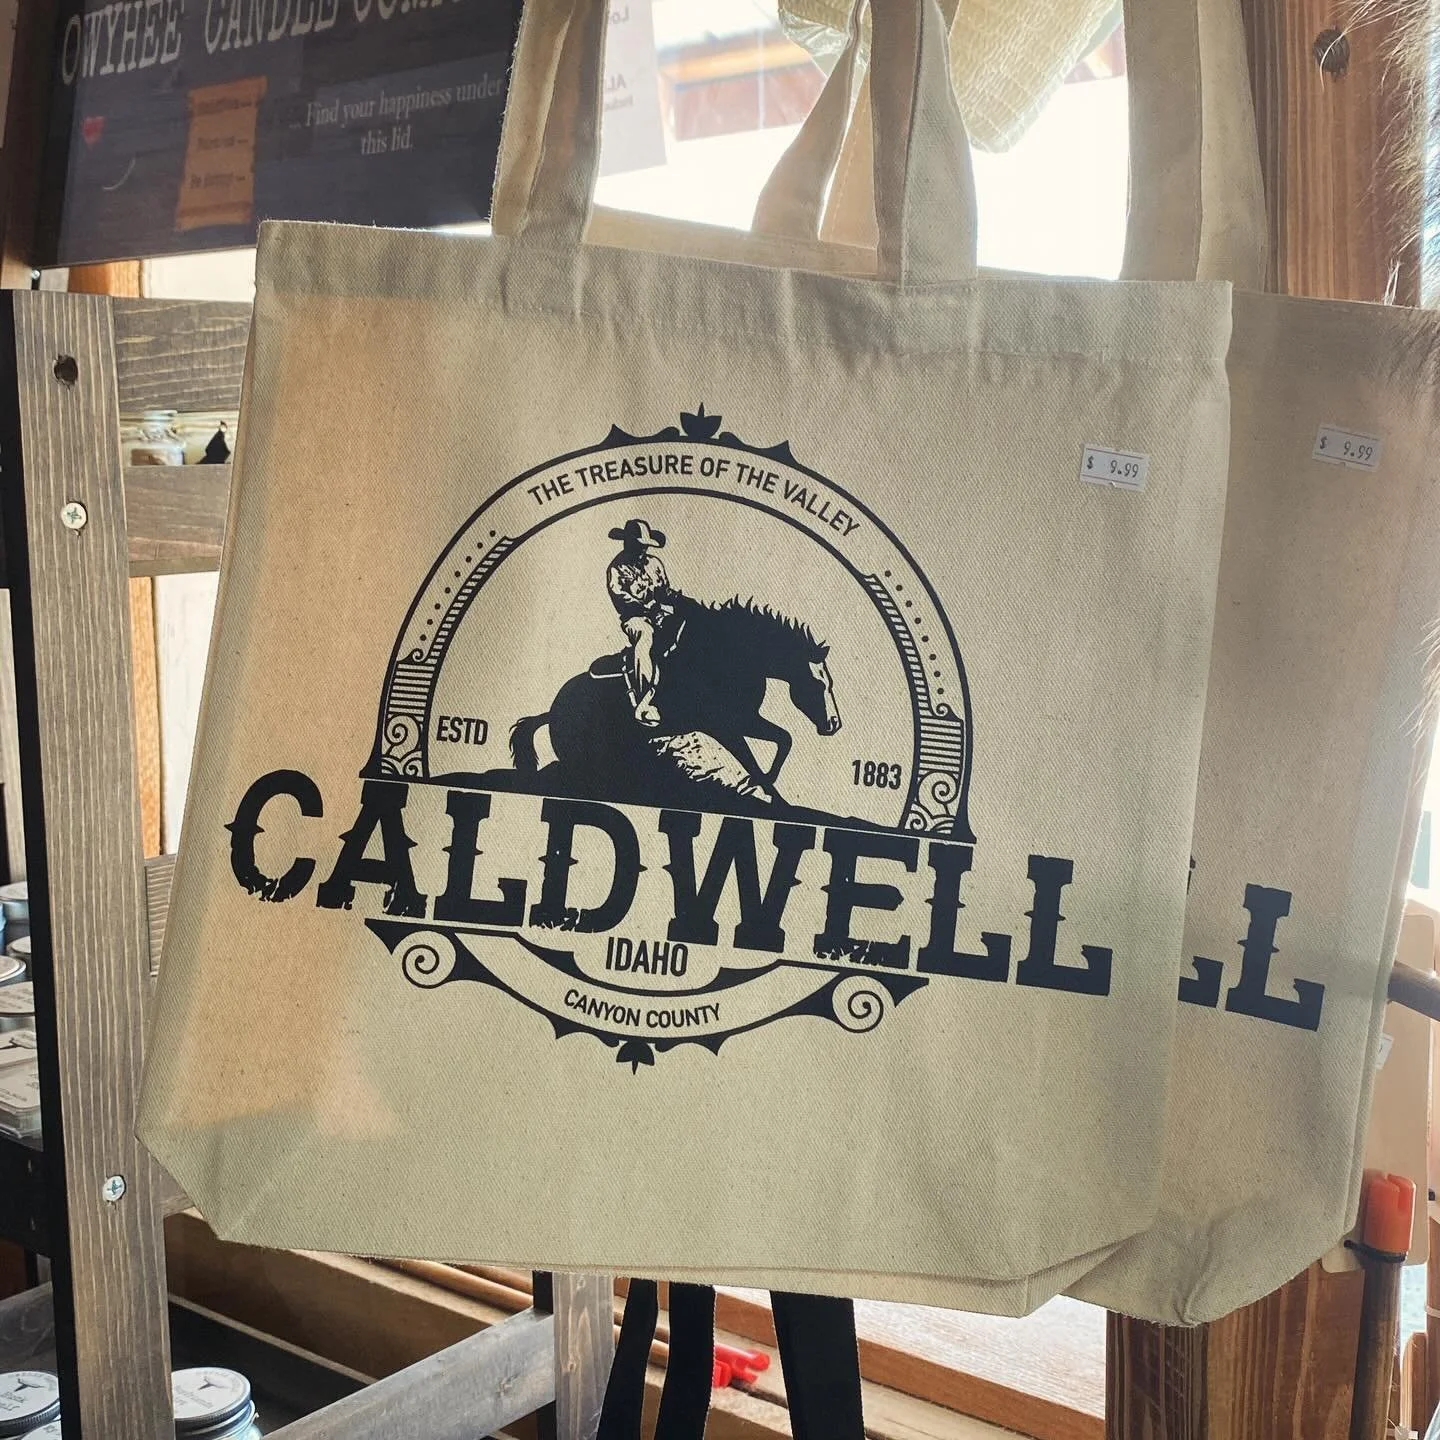 OWYHEE CANDLE
... Find your happiness under
this lid.
$ 9.99
$ 9.99
THE TREASURE OF THE VALLEY
ESTD
1883
CALDWELL
LL
IDAHO
CANYON COUNTY